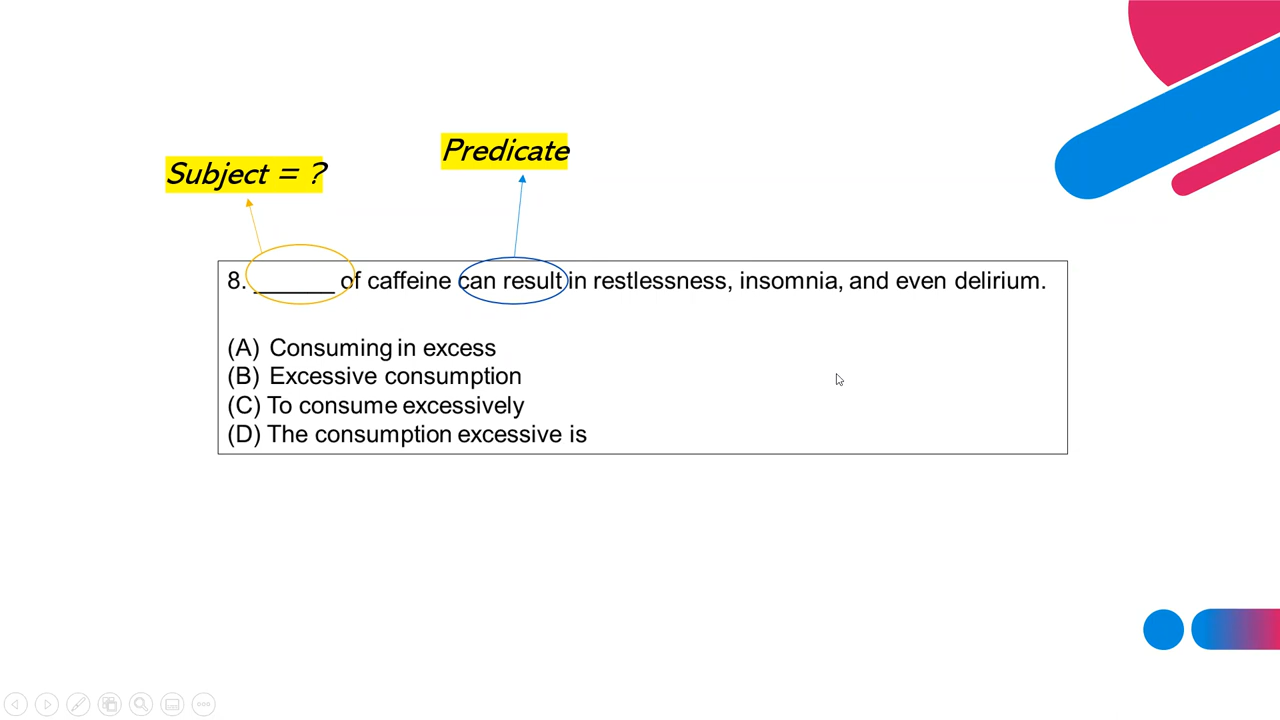 Predicate
Subject = ?
8. ______ of caffeine can result in restlessness, insomnia, and even delirium.
(A) Consuming in excess
(B) Excessive consumption
(C) To consume excessively
(D) The consumption excessive is